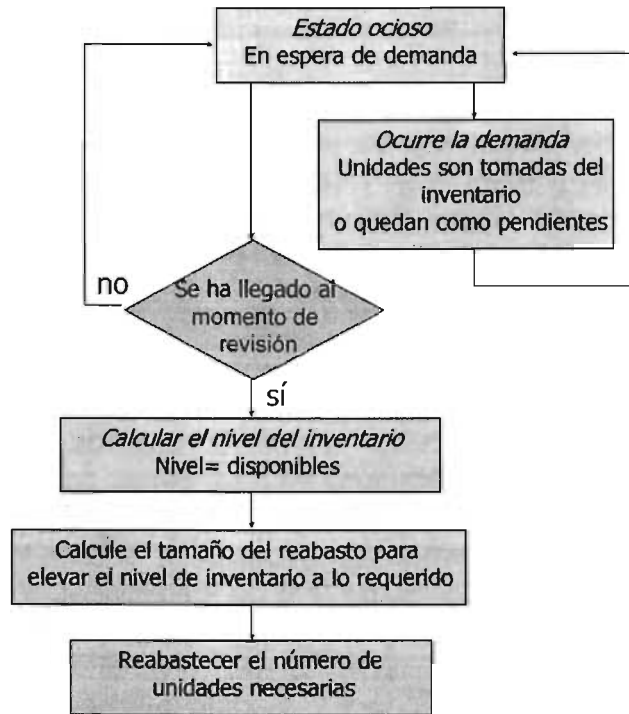 Estado ocioso
En espera de demanda
Ocurre la demanda
Unidades son tomadas del
inventario
o quedan como pendientes
no
Se ha llegado al
momento de
revisión
sí
Calcular el nivel del inventario
Nivel= disponibles
Calcule el tamaño del reabasto para
elevar el nivel de inventario a lo requerido
Reabastecer el número de
unidades necesarias